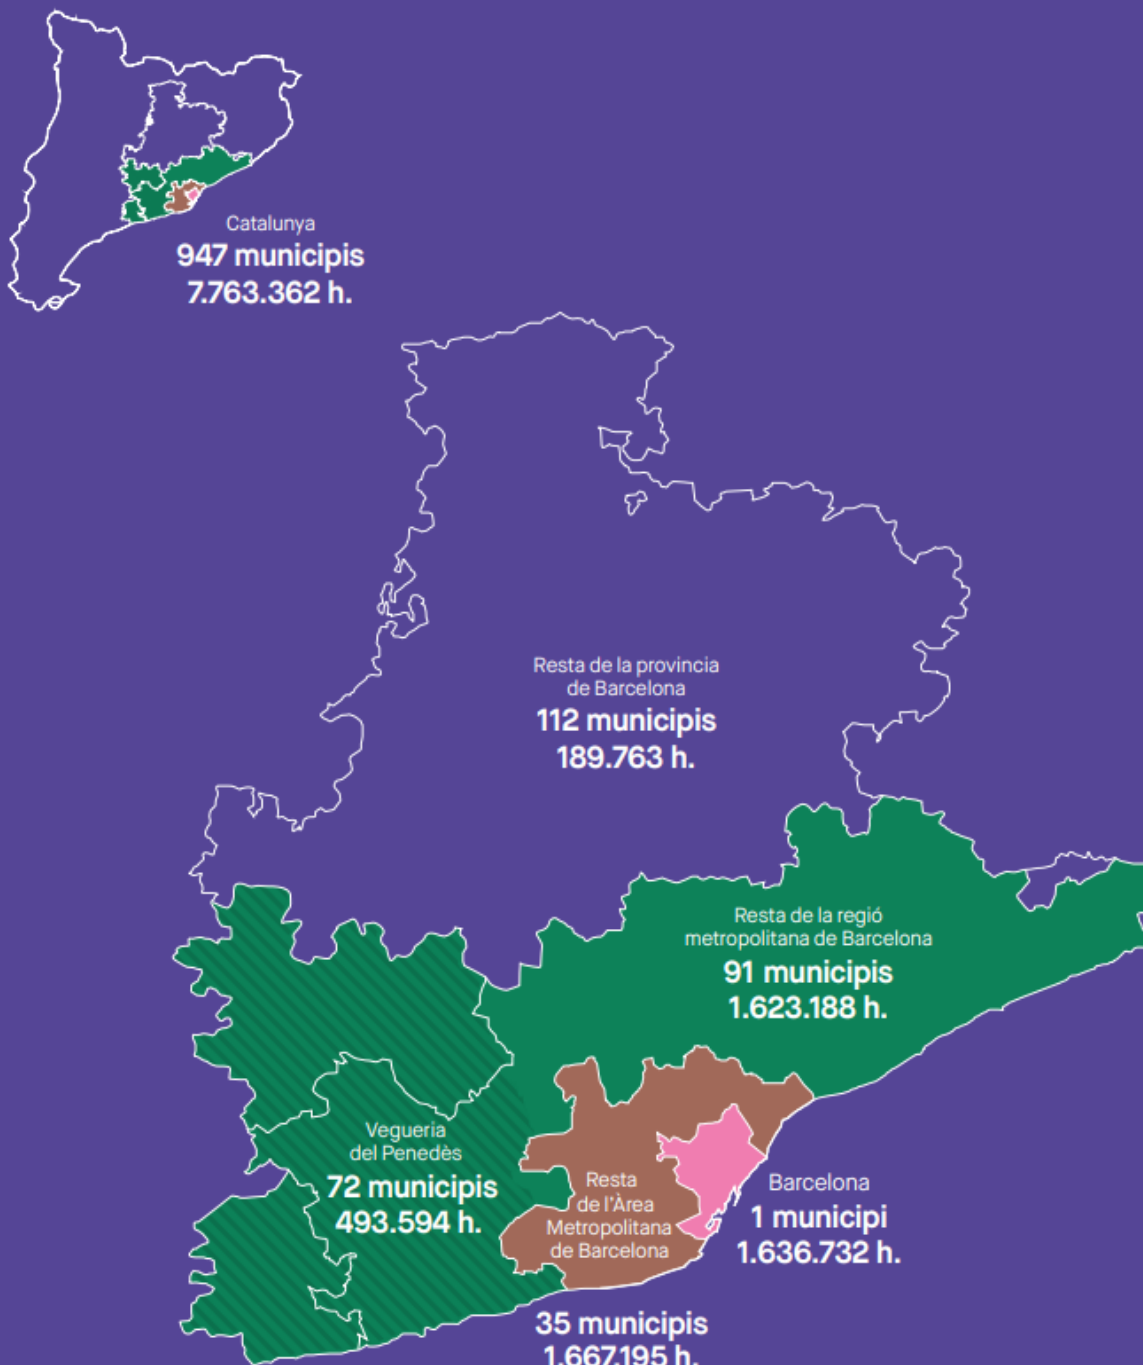 Catalunya
947 municipis
7.763.362 h.
Resta de la provincia
de Barcelona
112 municipis
189.763 h.
Resta de la regió
metropolitana de Barcelona
91 municipis
1.623.188 h.
Vegueria
del Penedès
72 municipis
493.594 h.
Resta
de l'Àrea
Metropolitana
de Barcelona
35 municipis
1.667.195 h.
Barcelona
1 municipi
1.636.732 h.